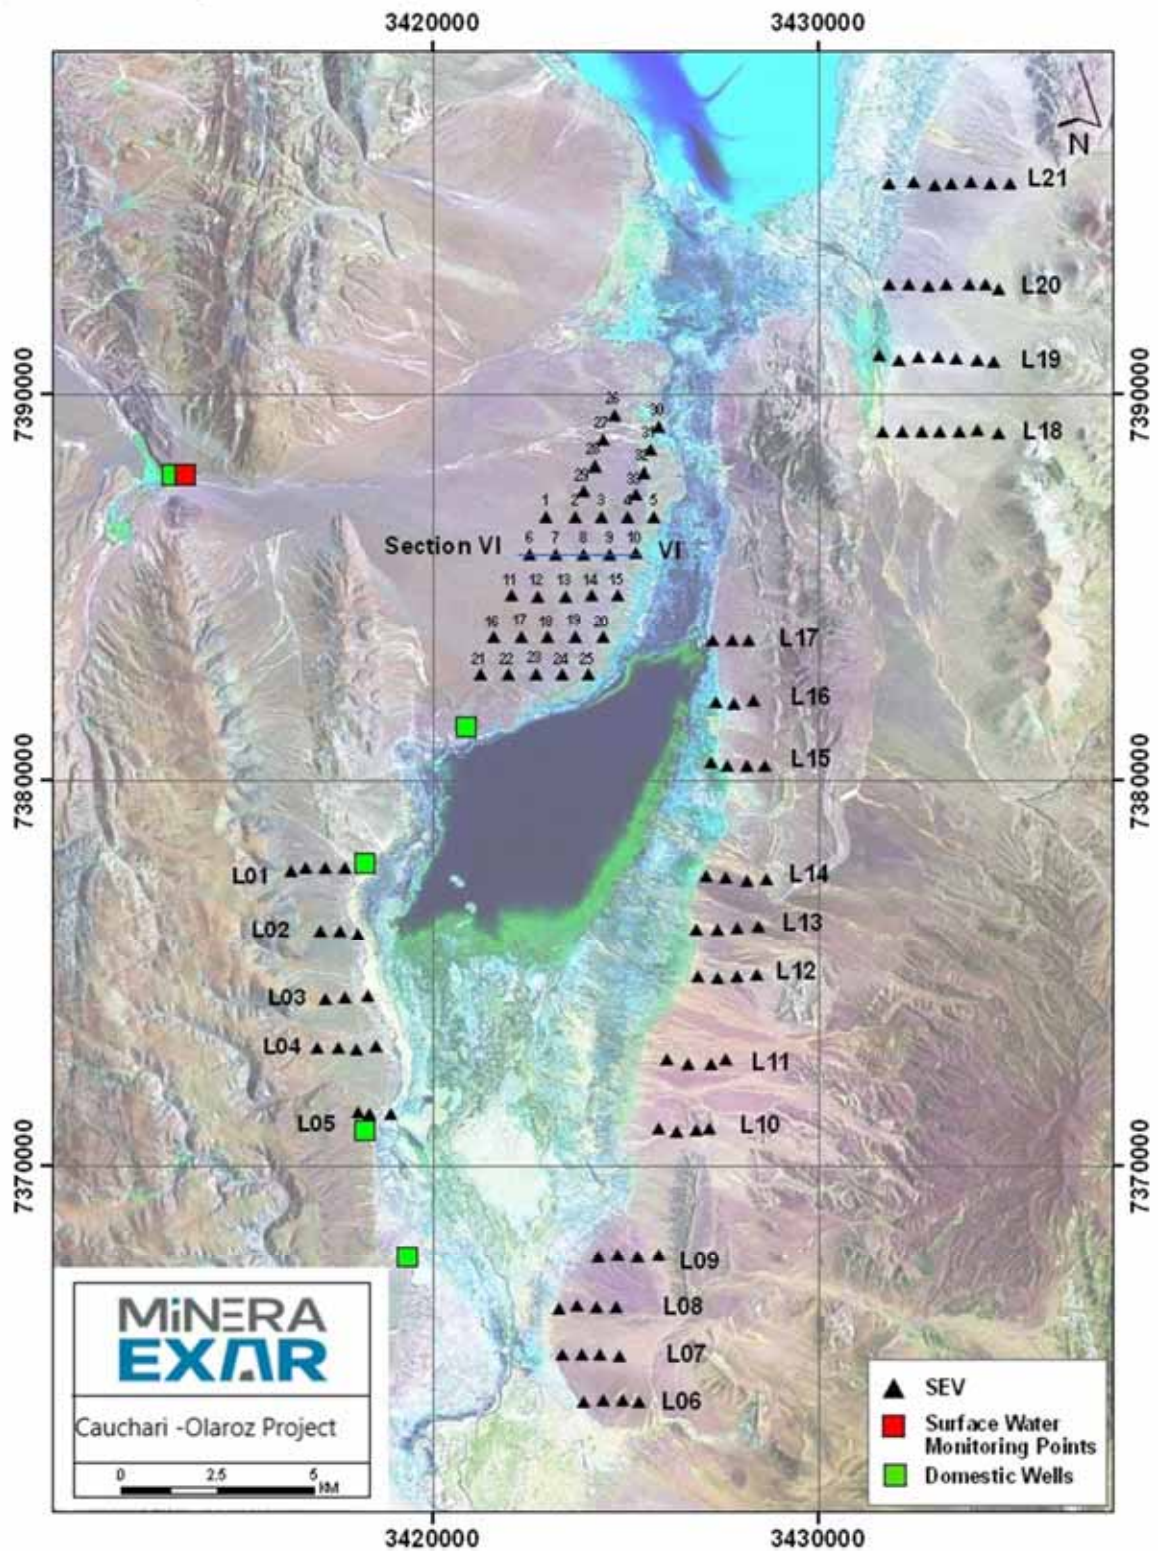 3420000 3430000
N
L21
L20
L19
7390000 7390000
L18
26 30
27 31
28 32
29 33
1 2 3 4 5
Section VI 6 7 8 9 10 VI
11 12 13 14 15
16 17 18 19 20
L17
21 22 23 24 25
L16
L15
7380000 7380000
L01 L14
L02 L13
L03 L12
L04 L11
L05 L10
7370000 7370000
L09
L08
L07
L06
MiNERA
EXAR
Cauchari -Olaroz Project
0 2.5 5
KM
SEV
Surface Water
Monitoring Points
Domestic Wells
3420000 3430000